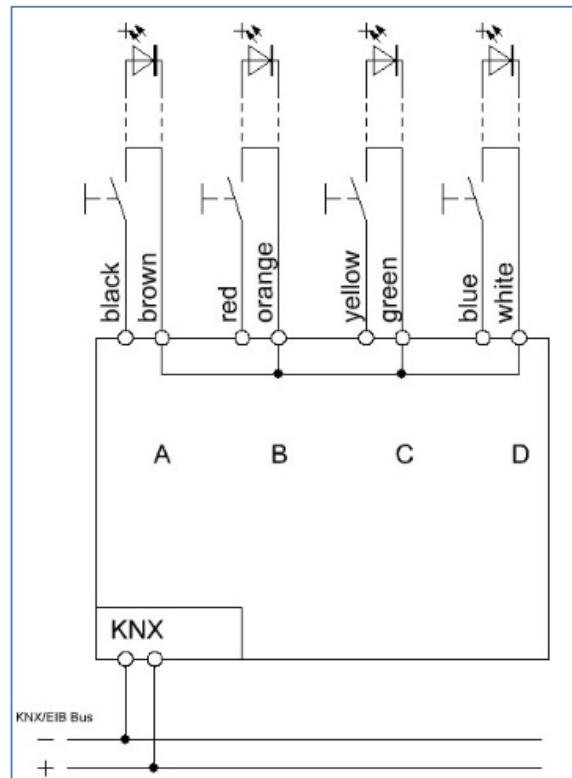 black
brown
red
orange
yellow
green
blue
white
A B C D
KNX
KNX/EIB Bus
−
+